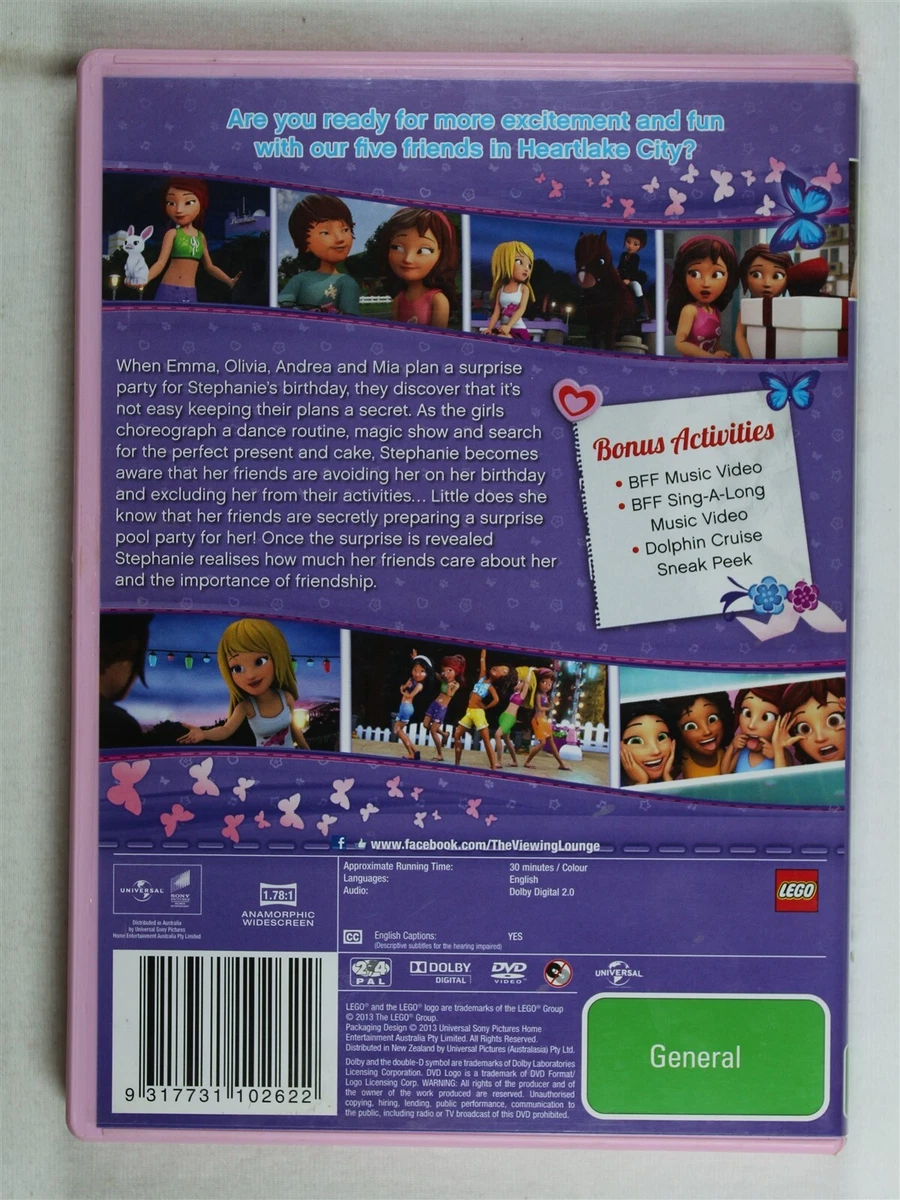 Are you ready for more excitement and fun
with our five friends in Heartlake City?
When Emma, Olivia, Andrea and Mia plan a surprise
party for Stephanie's birthday, they discover that it's
not easy keeping their plans a secret. As the girls
choreograph a dance routine, magic show and search
for the perfect present and cake, Stephanie becomes
aware that her friends are avoiding her on her birthday
and excluding her from their activities... Little does she
know that her friends are secretly preparing a surprise
pool party for her! Once the surprise is revealed
Stephanie realises how much her friends care about her
and the importance of friendship.
Bonus Activities
• BFF Music Video
• BFF Sing-A-Long
Music Video
• Dolphin Cruise
Sneak Peek
f www.facebook.com/TheViewingLounge
UNIVERSAL
SONY
Distributed in Australia
by Universal Sony Pictures
Home Entertainment Australia Pty Limited
1.78:1
ANAMORPHIC
WIDESCREEN
Approximate Running Time: 30 minutes / Colour
Languages: English
Audio: Dolby Digital 2.0
LEGO
CC English Captions: YES
(Descriptive subtitles for the hearing impaired)
2 4
PAL
DOLBY
DIGITAL
DVD
VIDEO
UNIVERSAL
LEGO® and the LEGO® logo are trademarks of the LEGO® Group
© 2013 The LEGO® Group.
Packaging Design © 2013 Universal Sony Pictures Home
Entertainment Australia Pty Limited. All Rights Reserved.
Distributed in New Zealand by Universal Pictures (Australasia) Pty Ltd.
Dolby and the double-D symbol are trademarks of Dolby Laboratories
Licensing Corporation. DVD Logo is a trademark of DVD Format/
Logo Licensing Corp. WARNING: All rights of the producer and of
the owner of the work produced are reserved. Unauthorised
copying, hiring, lending, public performance, communication to
the public, including radio or TV broadcast of this DVD prohibited.
General
9 317731 102622